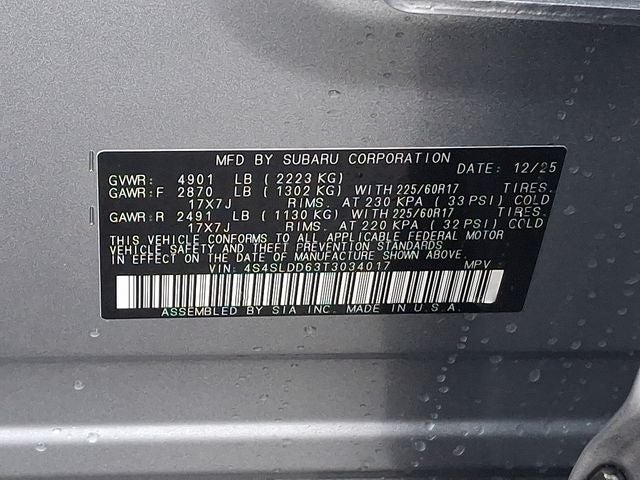 MFD BY SUBARU CORPORATION
DATE: 12/25
GVWR: 4901 LB ( 2223 KG)
GAWR:F 2870 LB ( 1302 KG) WITH 225/60R17 TIRES.
17X7J RIMS. AT 230 KPA ( 33 PSI) COLD
GAWR:R 2491 LB ( 1130 KG) WITH 225/60R17 TIRES.
17X7J RIMS. AT 220 KPA ( 32 PSI) COLD
THIS VEHICLE CONFORMS TO ALL APPLICABLE FEDERAL MOTOR
VEHICLE SAFETY AND THEFT PREVENTION STANDARDS
IN EFFECT ON THE DATE OF MANUFACTURE SHOWN ABOVE.
VIN: 4S4SLDD63T3034017 MPV
ASSEMBLED BY SIA INC. MADE IN U.S.A.